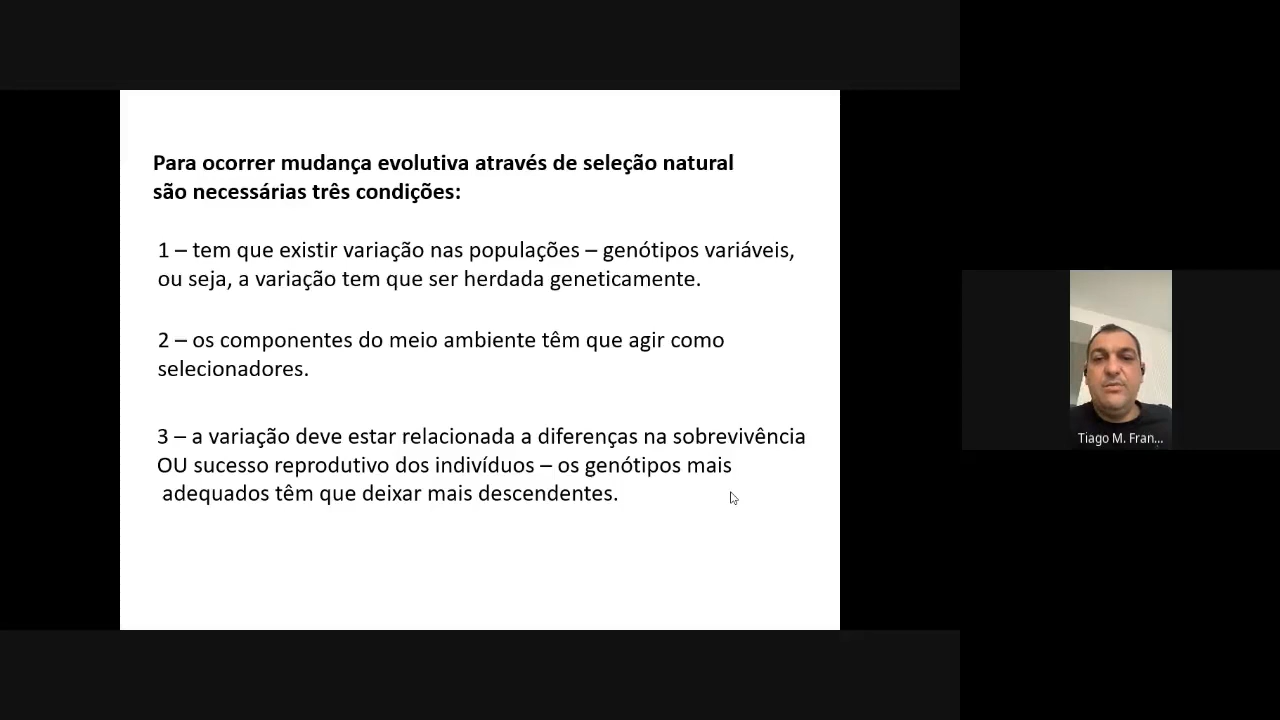 Para ocorrer mudança evolutiva através de seleção natural
são necessárias três condições:
1 – tem que existir variação nas populações – genótipos variáveis,
ou seja, a variação tem que ser herdada geneticamente.
2 – os componentes do meio ambiente têm que agir como
selecionadores.
3 – a variação deve estar relacionada a diferenças na sobrevivência
OU sucesso reprodutivo dos indivíduos – os genótipos mais
adequados têm que deixar mais descendentes.
Tiago M. Fran...